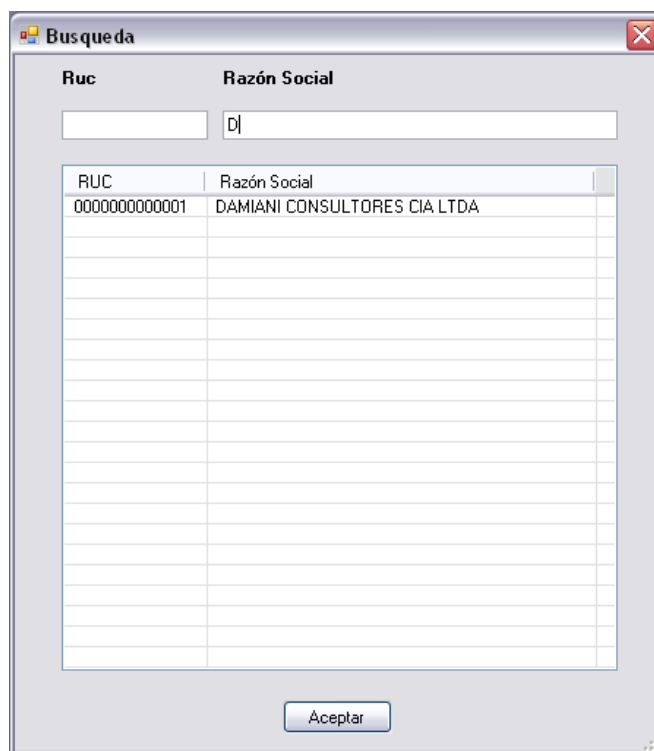 Busqueda
Ruc Razón Social
D
RUC Razón Social
0000000000001 DAMIANI CONSULTORES CIA LTDA
Aceptar